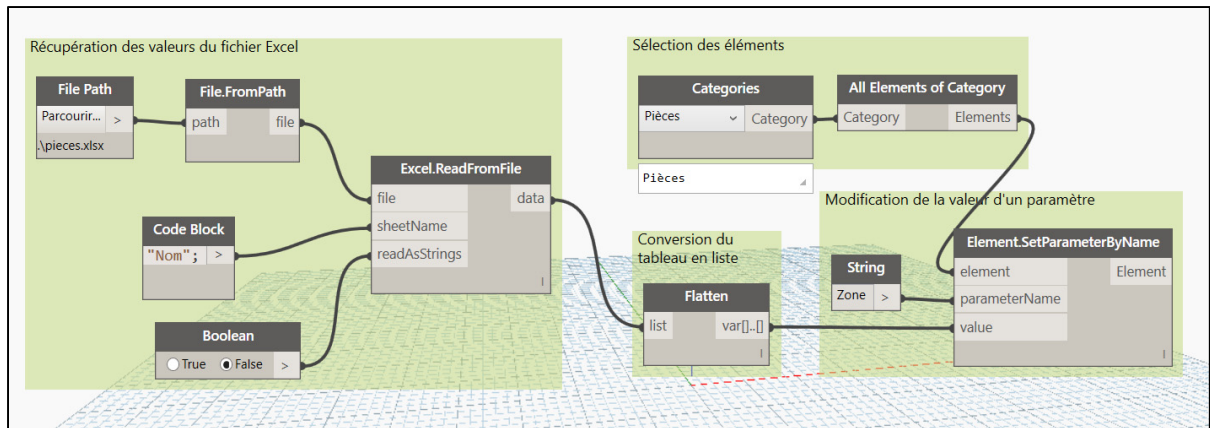 Récupération des valeurs du fichier Excel
File Path
Parcourir... >
.\pieces.xlsx
File.FromPath
path file
Excel.ReadFromFile
file data
sheetName
readAsStrings
l
Code Block
"Nom"; >
Boolean
True False >
Sélection des éléments
Categories
Pièces Category
Pièces
All Elements of Category
Category Elements
Conversion du
tableau en liste
Flatten
list var[]..[]
l
Modification de la valeur d'un paramètre
String
Zone >
Element.SetParameterByName
element Element
parameterName
value
l